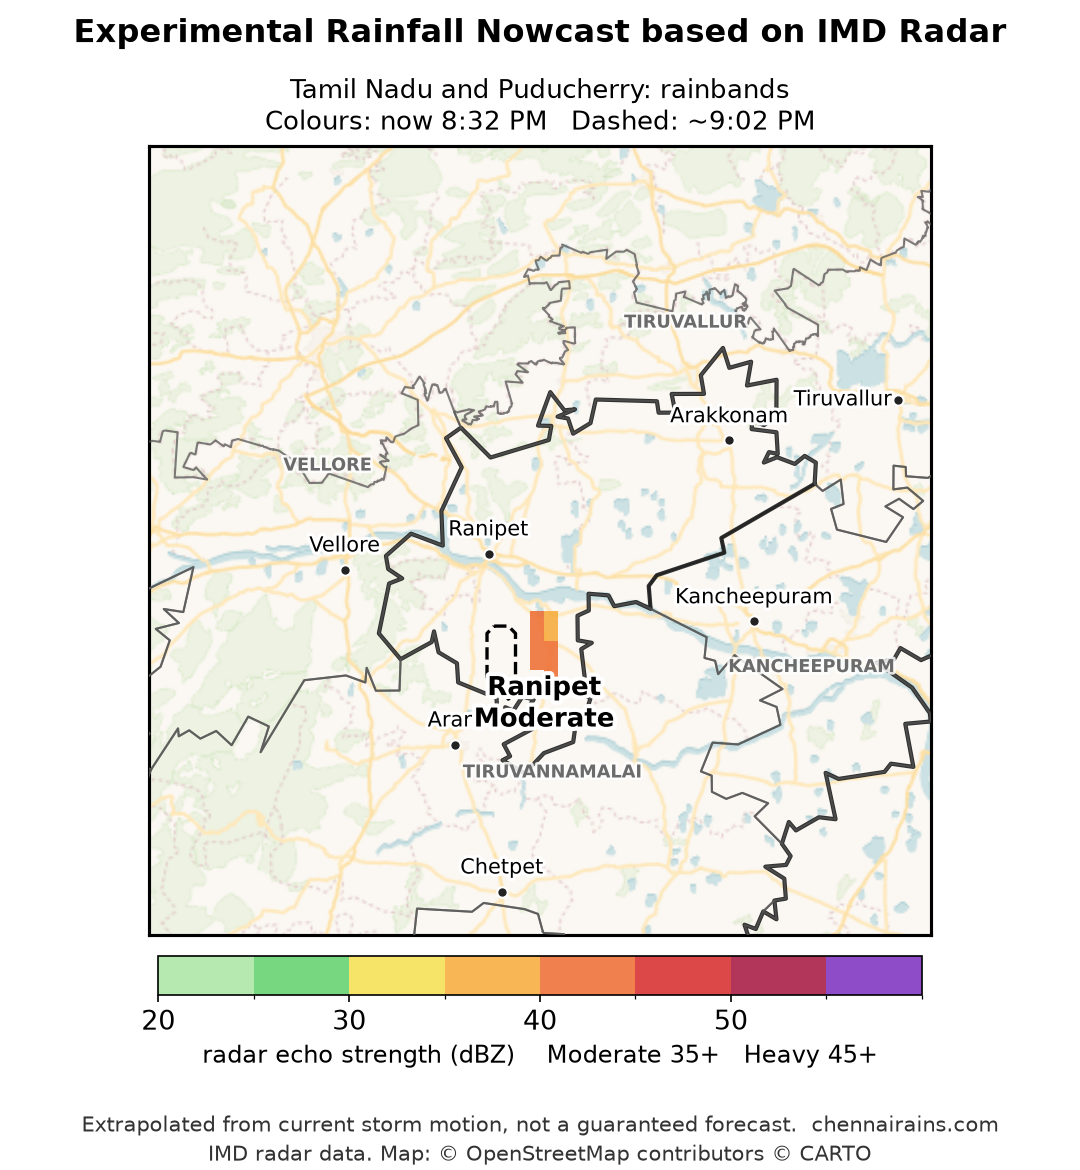 Experimental Rainfall Nowcast based on IMD Radar
Tamil Nadu and Puducherry: rainbands
Colours: now 8:32 PM   Dashed: ~9:02 PM
TIRUVALLUR
Tiruvallur
Arakkonam
VELLORE
Ranipet
Vellore
Kancheepuram
KANCHEEPURAM
Ranipet
Moderate
TIRUVANNAMALAI
Chetpet
20 30 40 50
radar echo strength (dBZ)    Moderate 35+   Heavy 45+
Extrapolated from current storm motion, not a guaranteed forecast.  chennairains.com
IMD radar data. Map: © OpenStreetMap contributors © CARTO